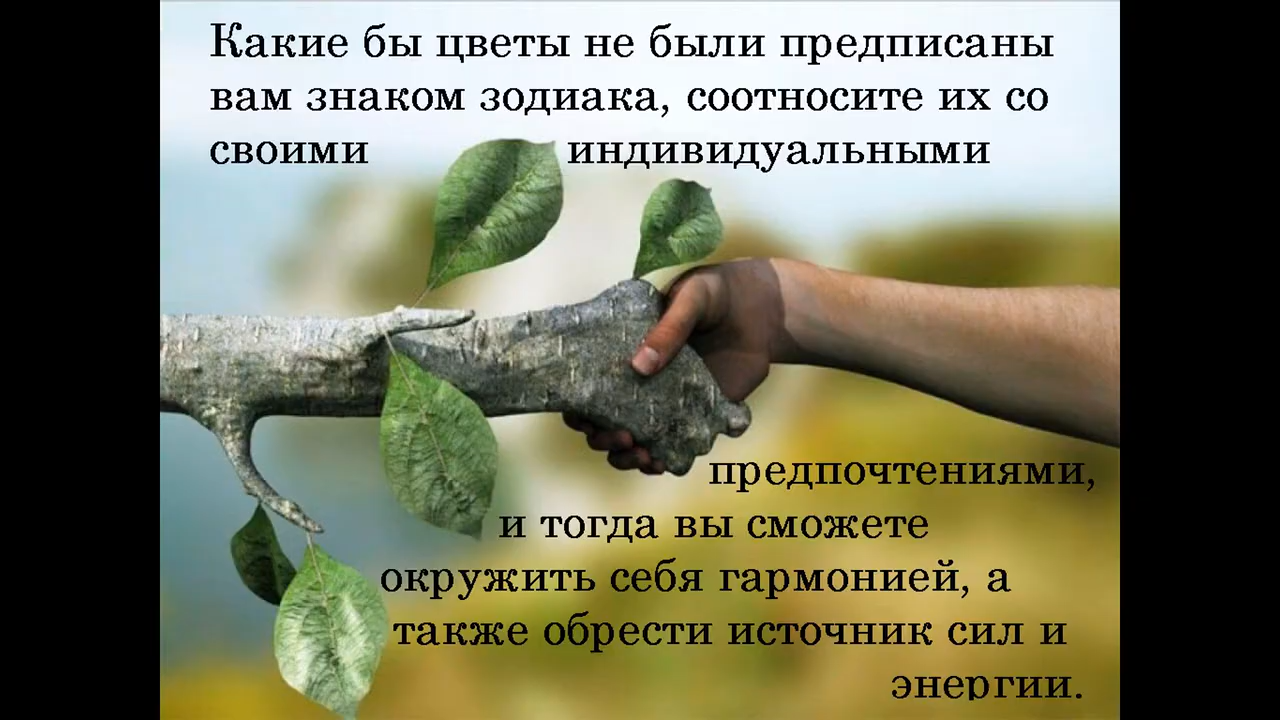 Какие бы цветы не были предписаны
вам знаком зодиака, соотносите их со
своими индивидуальными
предпочтениями,
и тогда вы сможете
окружить себя гармонией, а
также обрести источник сил и
энергии.